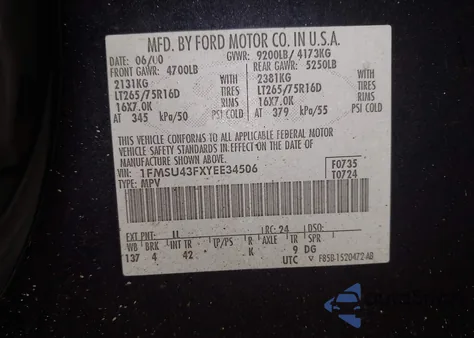 MFD. BY FORD MOTOR CO. IN U.S.A.
DATE: 06/00 GVWR: 9200LB/ 4173KG
FRONT GAWR: 4700LB REAR GAWR: 5250LB
2131KG WITH 2381KG WITH
LT265/75R16D TIRES LT265/75R16D TIRES
16X7.0K RIMS 16X7.0K RIMS
AT 345 kPa/50 PSI COLD AT 379 kPa/55 PSI COLD
THIS VEHICLE CONFORMS TO ALL APPLICABLE FEDERAL MOTOR
VEHICLE SAFETY STANDARDS IN EFFECT ON THE DATE OF
MANUFACTURE SHOWN ABOVE.
VIN: 1FMSU43FXYEE34506 F0735
TYPE: MPV T0724
EXT PNT: RC: 24 DSO:
WB BRK INT TR TP/PS R AXLE TR SPR
137 4 42 K 9 DG
UTC F85B-1520472-AB